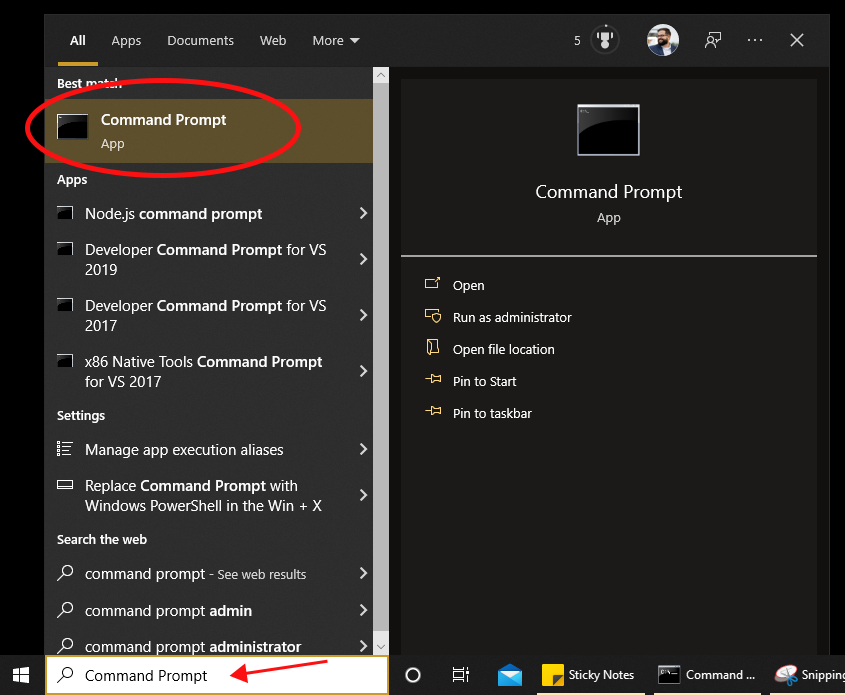 All Apps Documents Web More 5
Best match
Command Prompt
App
Apps
Node.js command prompt
Developer Command Prompt for VS
2019
Developer Command Prompt for VS
2017
x86 Native Tools Command Prompt
for VS 2017
Settings
Manage app execution aliases
Replace Command Prompt with
Windows PowerShell in the Win + X
Search the web
command prompt - See web results
command prompt admin
command prompt administrator
Command Prompt
App
Open
Run as administrator
Open file location
Pin to Start
Pin to taskbar
Command Prompt
Sticky Notes
Command ...
Snipping